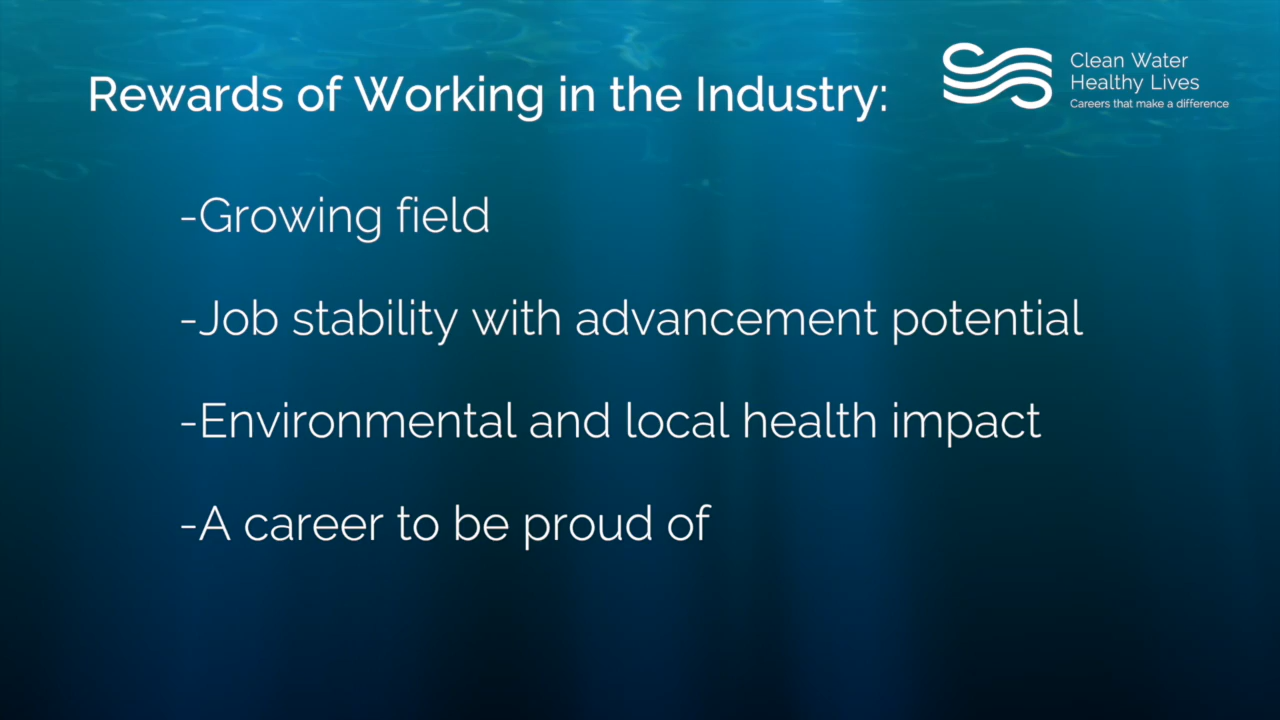 Rewards of Working in the Industry:
Clean Water
Healthy Lives
Careers that make a difference
-Growing field
-Job stability with advancement potential
-Environmental and local health impact
-A career to be proud of